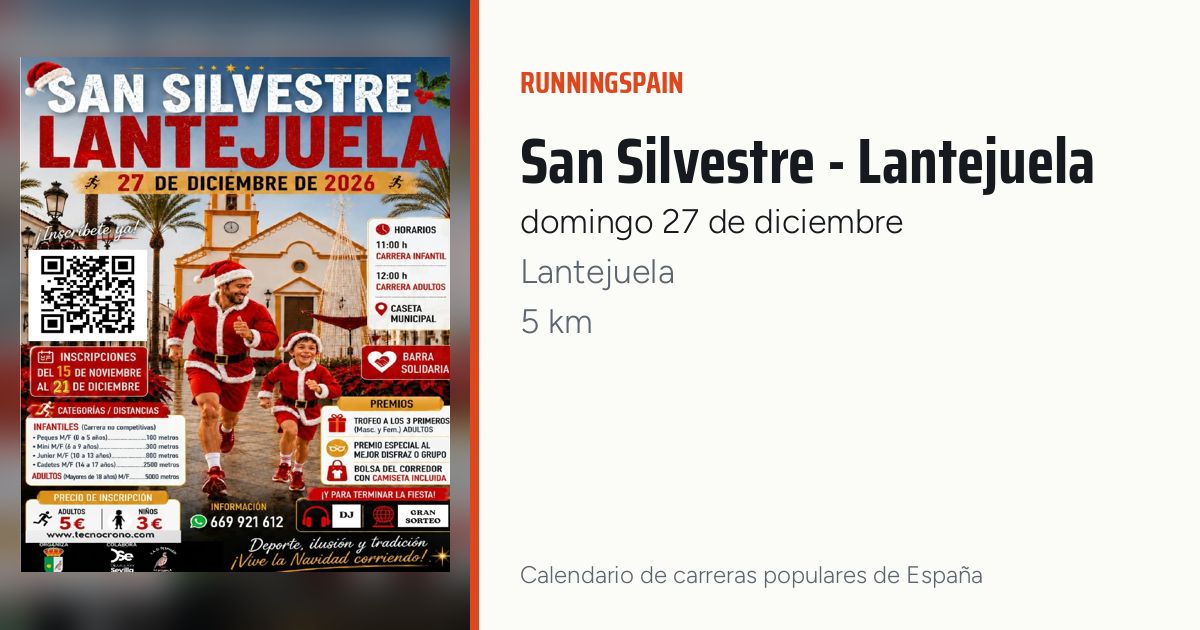 SAN SILVESTRE
LANTEJUELA
27 DE DICIEMBRE DE 2026
¡Inscríbete ya!
HORARIOS
11:00 h
CARRERA INFANTIL
12:00 h
CARRERA ADULTOS
CASETA
MUNICIPAL
BARRA
SOLIDARIA
INSCRIPCIONES
DEL 15 DE NOVIEMBRE
AL 21 DE DICIEMBRE
CATEGORÍAS / DISTANCIAS
INFANTILES (Carrera no competitivas)
• Peques M/F (0 a 5 años)..........100 metros
• Mini M/F (6 a 9 años)..........300 metros
• Junior M/F (10 a 13 años)..........800 metros
• Cadetes M/F (14 a 17 años)..........2500 metros
ADULTOS (Mayores de 18 años) M/F..........5000 metros
PREMIOS
TROFEO A LOS 3 PRIMEROS
(Masc. y Fem.) ADULTOS
PREMIO ESPECIAL AL
MEJOR DISFRAZ O GRUPO
BOLSA DEL CORREDOR
CON CAMISETA INCLUIDA
PRECIO DE INSCRIPCIÓN
ADULTOS
5€
NIÑOS
3€
www.tecnocrono.com
INFORMACIÓN
669 921 612
¡Y PARA TERMINAR LA FIESTA!
DJ
GRAN
SORTEO
ORGANIZA
COLABORA
Sevilla
Deporte, ilusión y tradición
¡Vive la Navidad corriendo!
RUNNINGSPAIN
San Silvestre - Lantejuela
domingo 27 de diciembre
Lantejuela
5 km
Calendario de carreras populares de España